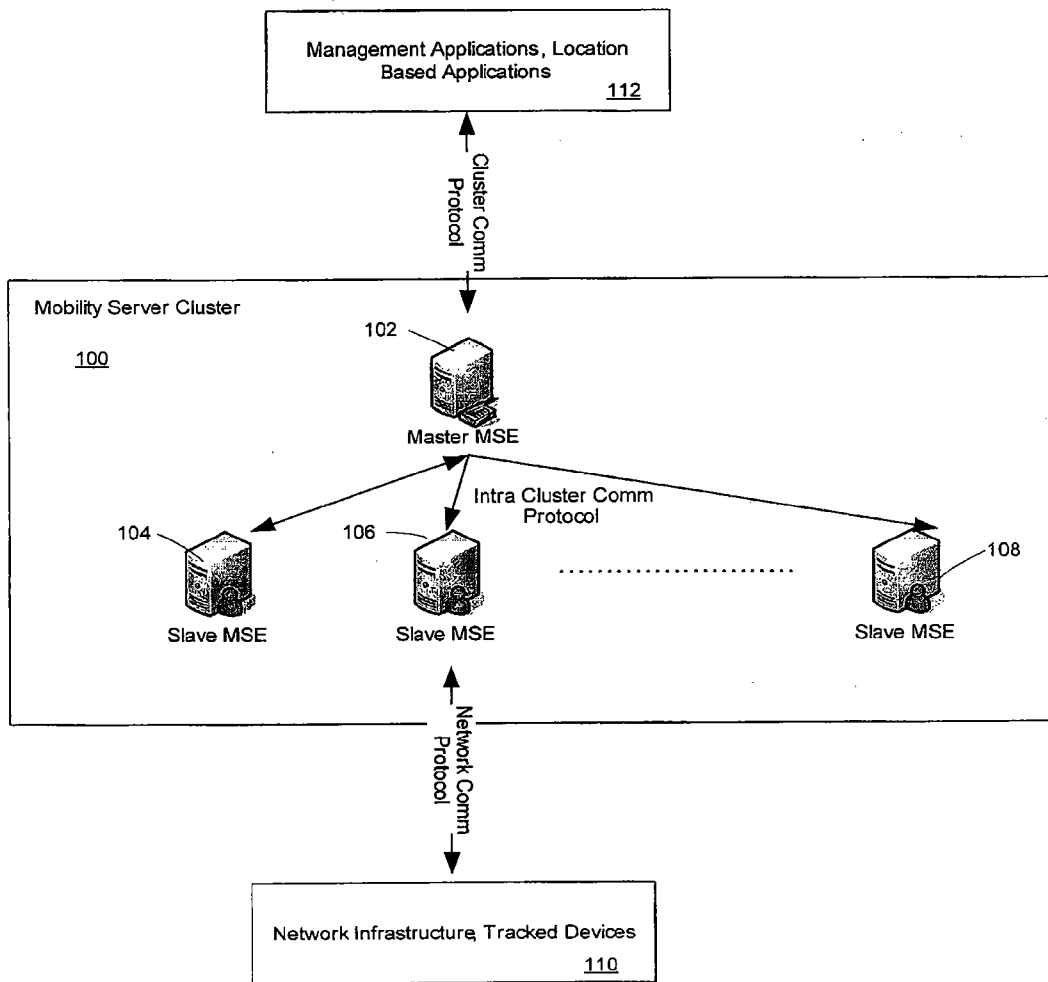 Management Applications, Location
Based Applications
112
Cluster Comm
Protocol
Mobility Server Cluster
100
102
Master MSE
Intra Cluster Comm
Protocol
104
106
108
Slave MSE
Slave MSE
Slave MSE
Network Comm
Protocol
Network Infrastructure, Tracked Devices
110